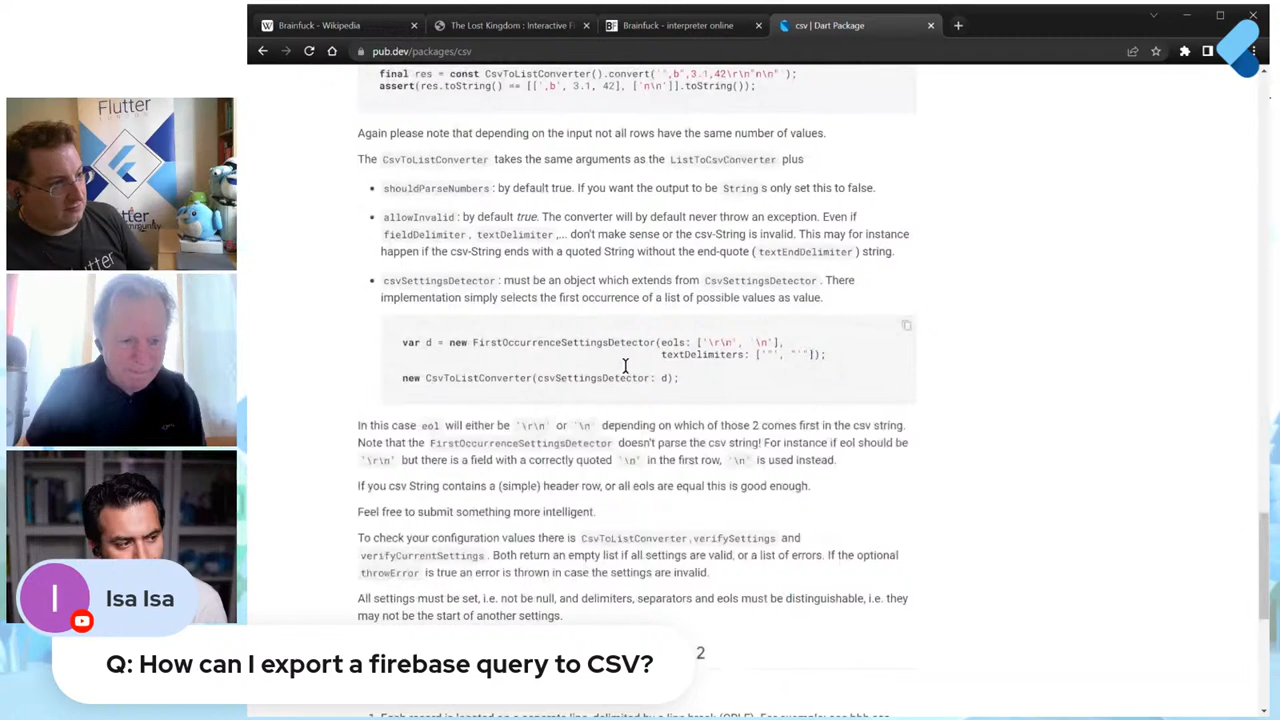 Brainfuck - Wikipedia
The Lost Kingdom : Interactive F
Brainfuck - interpreter online
csv | Dart Package
pub.dev/packages/csv
final res = const CsvToListConverter().convert('",b",3.1,42\r\n"n\n"');
assert(res.toString() == [[',b', 3.1, 42], ['n\n']].toString());
Again please note that depending on the input not all rows have the same number of values.
The CsvToListConverter takes the same arguments as the ListToCsvConverter plus
• shouldParseNumbers : by default true. If you want the output to be String s only set this to false.
• allowInvalid : by default true. The converter will by default never throw an exception. Even if
fieldDelimiter, textDelimiter,... don't make sense or the csv-String is invalid. This may for instance
happen if the csv-String ends with a quoted String without the end-quote ( textEndDelimiter ) string.
• csvSettingsDetector : must be an object which extends from CsvSettingsDetector . There
implementation simply selects the first occurrence of a list of possible values as value.
var d = new FirstOccurrenceSettingsDetector(eols: ['\r\n', '\n'],
textDelimiters: ['"', "'"]);
new CsvToListConverter(csvSettingsDetector: d);
In this case eol will either be '\r\n' or '\n' depending on which of those 2 comes first in the csv string.
Note that the FirstOccurrenceSettingsDetector doesn't parse the csv string! For instance if eol should be
'\r\n' but there is a field with a correctly quoted '\n' in the first row, '\n' is used instead.
If you csv String contains a (simple) header row, or all eols are equal this is good enough.
Feel free to submit something more intelligent.
To check your configuration values there is CsvToListConverter.verifySettings and
verifyCurrentSettings. Both return an empty list if all settings are valid, or a list of errors. If the optional
throwError is true an error is thrown in case the settings are invalid.
All settings must be set, i.e. not be null, and delimiters, separators and eols must be distinguishable, i.e. they
may not be the start of another settings.
2
Flutter
I
Isa Isa
Q: How can I export a firebase query to CSV?